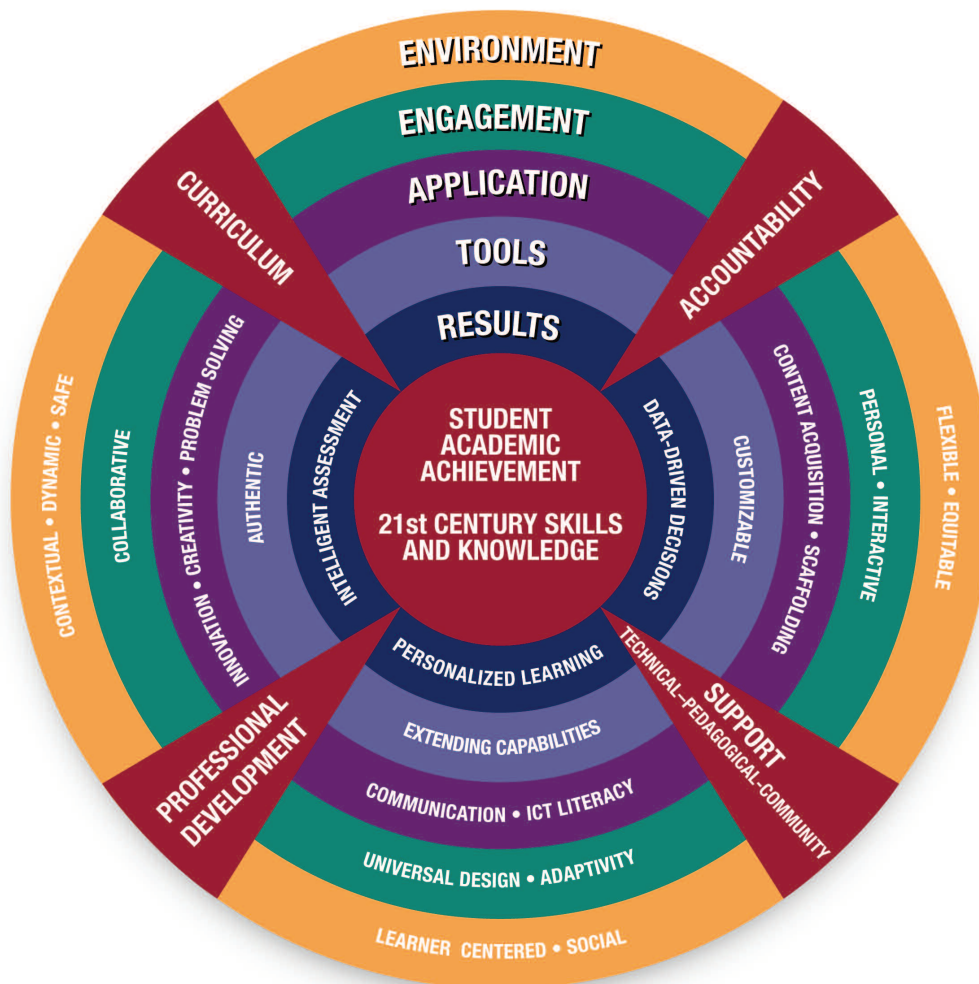 ENVIRONMENT
ENGAGEMENT
APPLICATION
TOOLS
RESULTS
CURRICULUM
ACCOUNTABILITY
STUDENT
ACADEMIC
ACHIEVEMENT
21st CENTURY SKILLS
AND KNOWLEDGE
CONTEXTUAL • DYNAMIC • SAFE
COLLABORATIVE
INNOVATION • CREATIVITY • PROBLEM SOLVING
AUTHENTIC
INTELLIGENT ASSESSMENT
DATA-DRIVEN DECISIONS
CUSTOMIZABLE
CONTENT ACQUISITION • SCAFFOLDING
PERSONAL • INTERACTIVE
FLEXIBLE • EQUITABLE
PERSONALIZED LEARNING
EXTENDING CAPABILITIES
COMMUNICATION • ICT LITERACY
UNIVERSAL DESIGN • ADAPTIVITY
LEARNER CENTERED • SOCIAL
PROFESSIONAL
DEVELOPMENT
SUPPORT
TECHNICAL–PEDAGOGICAL–COMMUNITY